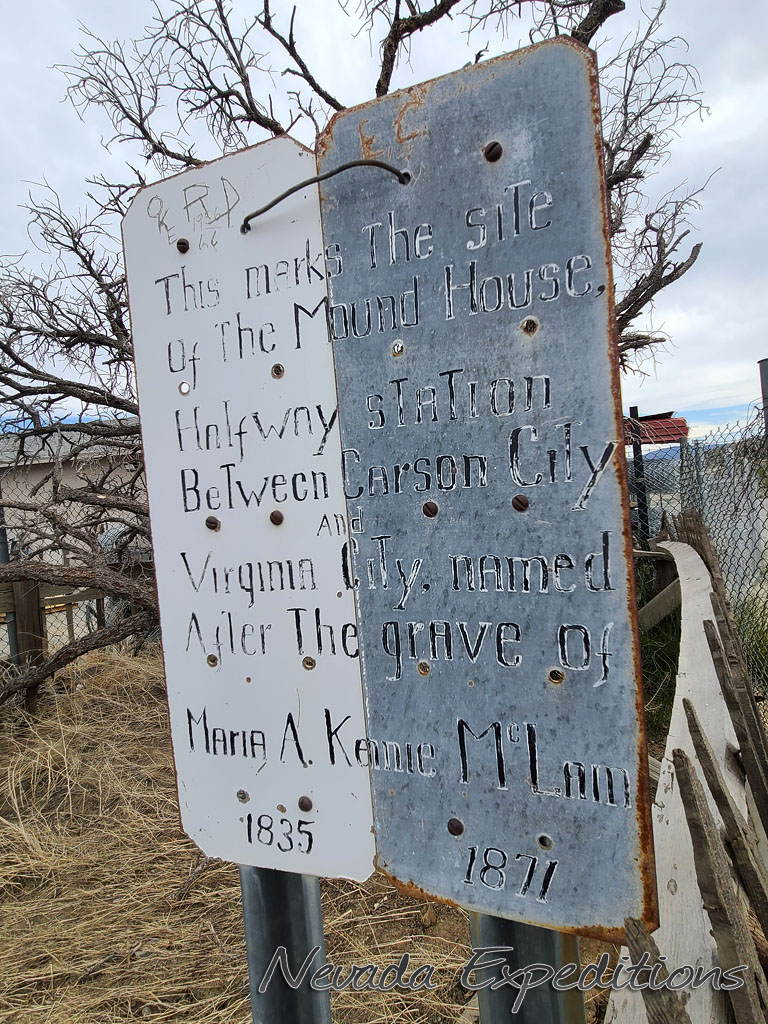 E C
This marks The site
of The Mound House,
Halfway STATION
BeTween Carson CiTy
And
Virginia CiTy, named
AfTer The grave of
Maria A. Kennie McLam
1835 1871
Nevada Expeditions